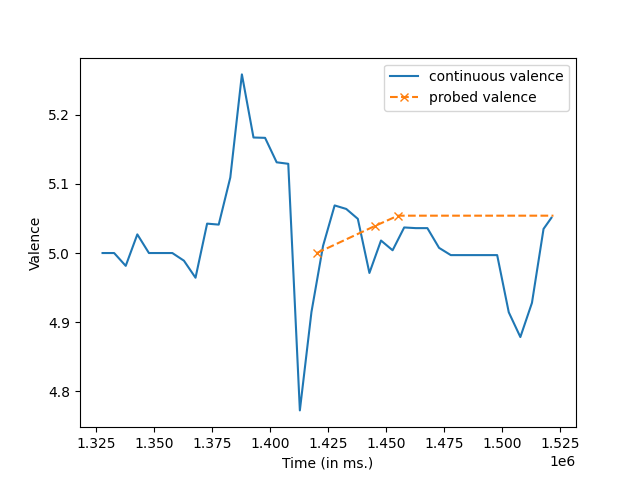 continuous valence
probed valence
Valence
5.2
5.1
5.0
4.9
4.8
1.325 1.350 1.375 1.400 1.425 1.450 1.475 1.500 1.525
Time (in ms.)
1e6